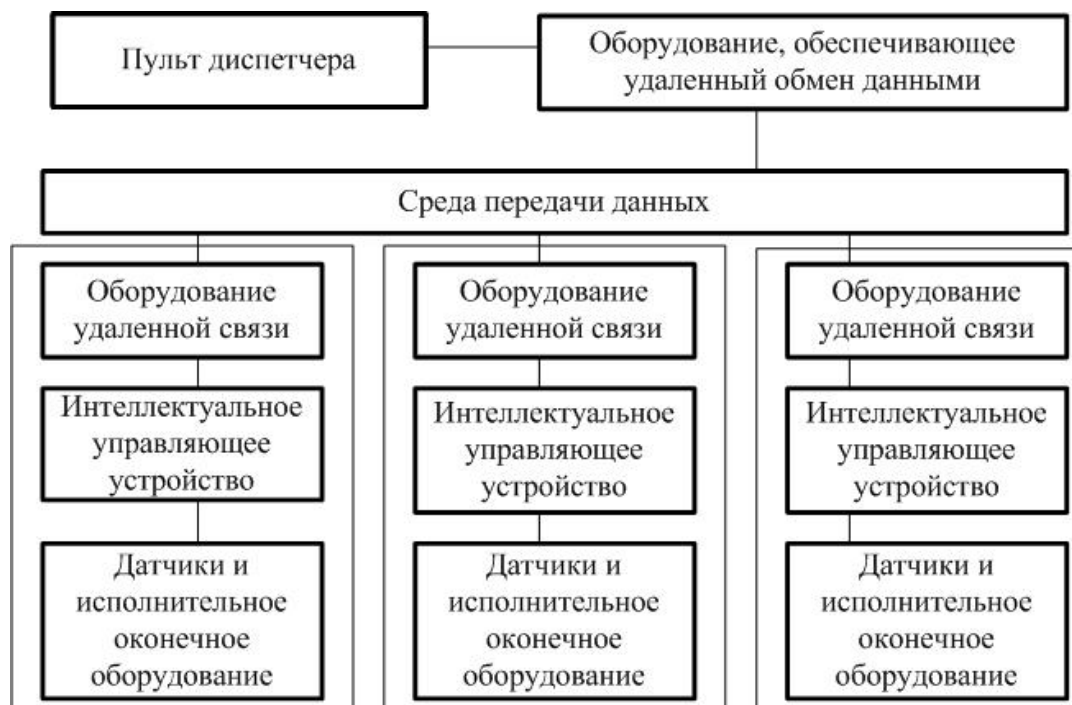 Пульт диспетчера
Оборудование, обеспечивающее
удаленный обмен данными
Среда передачи данных
Оборудование
удаленной связи
Интеллектуальное
управляющее
устройство
Датчики и
исполнительное
оконечное
оборудование
Оборудование
удаленной связи
Интеллектуальное
управляющее
устройство
Датчики и
исполнительное
оконечное
оборудование
Оборудование
удаленной связи
Интеллектуальное
управляющее
устройство
Датчики и
исполнительное
оконечное
оборудование